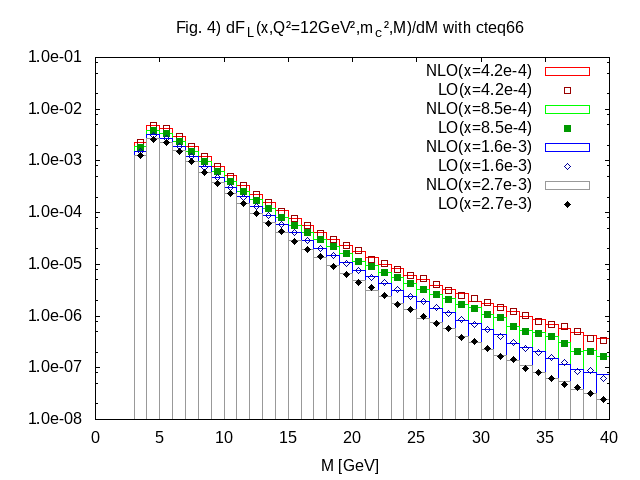 Fig. 4) dF_L(x,Q²=12GeV²,m_c²,M)/dM with cteq66
1.0e-01
1.0e-02
1.0e-03
1.0e-04
1.0e-05
1.0e-06
1.0e-07
1.0e-08
NLO(x=4.2e-4)
LO(x=4.2e-4)
NLO(x=8.5e-4)
LO(x=8.5e-4)
NLO(x=1.6e-3)
LO(x=1.6e-3)
NLO(x=2.7e-3)
LO(x=2.7e-3)
0 5 10 15 20 25 30 35 40
M [GeV]